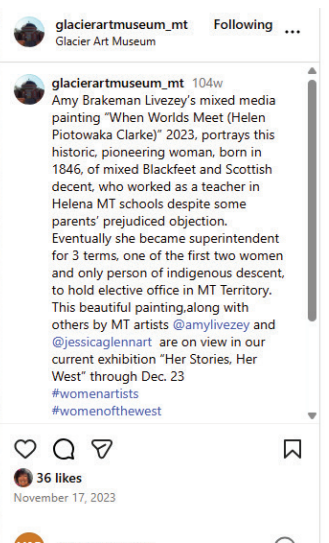 glacierartmuseum_mt Following ...
Glacier Art Museum
glacierartmuseum_mt 104w
Amy Brakeman Livezey's mixed media
painting "When Worlds Meet (Helen
Piotowaka Clarke)" 2023, portrays this
historic, pioneering woman, born in
1846, of mixed Blackfeet and Scottish
decent, who worked as a teacher in
Helena MT schools despite some
parents' prejudiced objection.
Eventually she became superintendent
for 3 terms, one of the first two women
and only person of indigenous descent,
to hold elective office in MT Territory.
This beautiful painting,along with
others by MT artists @amylivezey and
@jessicaglennart are on view in our
current exhibition "Her Stories, Her
West" through Dec. 23
#womenartists
#womenofthewest
36 likes
November 17, 2023